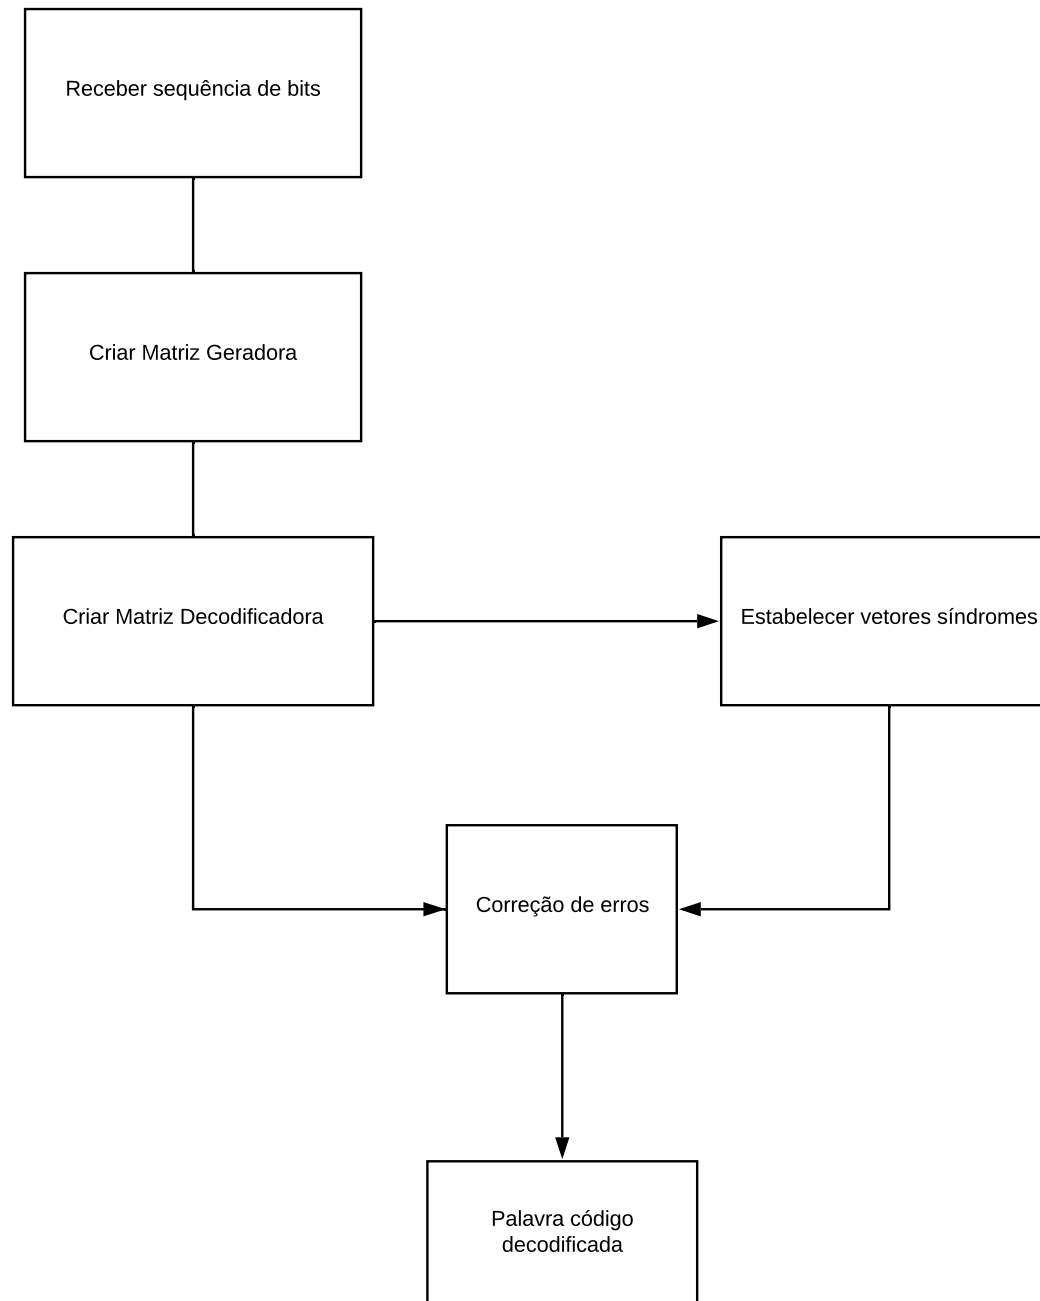 Receber sequência de bits
Criar Matriz Geradora
Criar Matriz Decodificadora
Estabelecer vetores síndromes
Correção de erros
Palavra código
decodificada